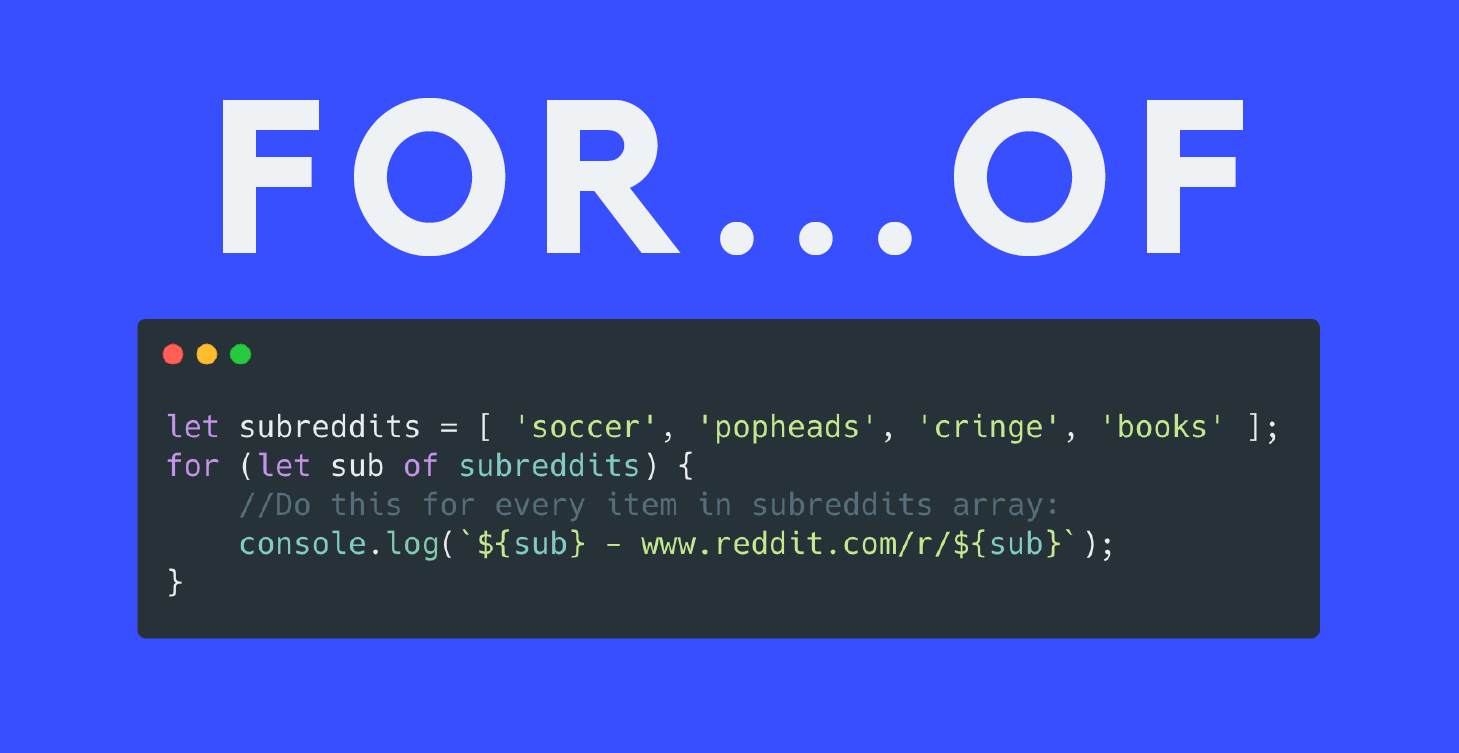 FOR...OF
let subreddits = [ 'soccer', 'popheads', 'cringe', 'books' ];
for (let sub of subreddits) {
    //Do this for every item in subreddits array:
    console.log(`${sub} - www.reddit.com/r/${sub}`);
}